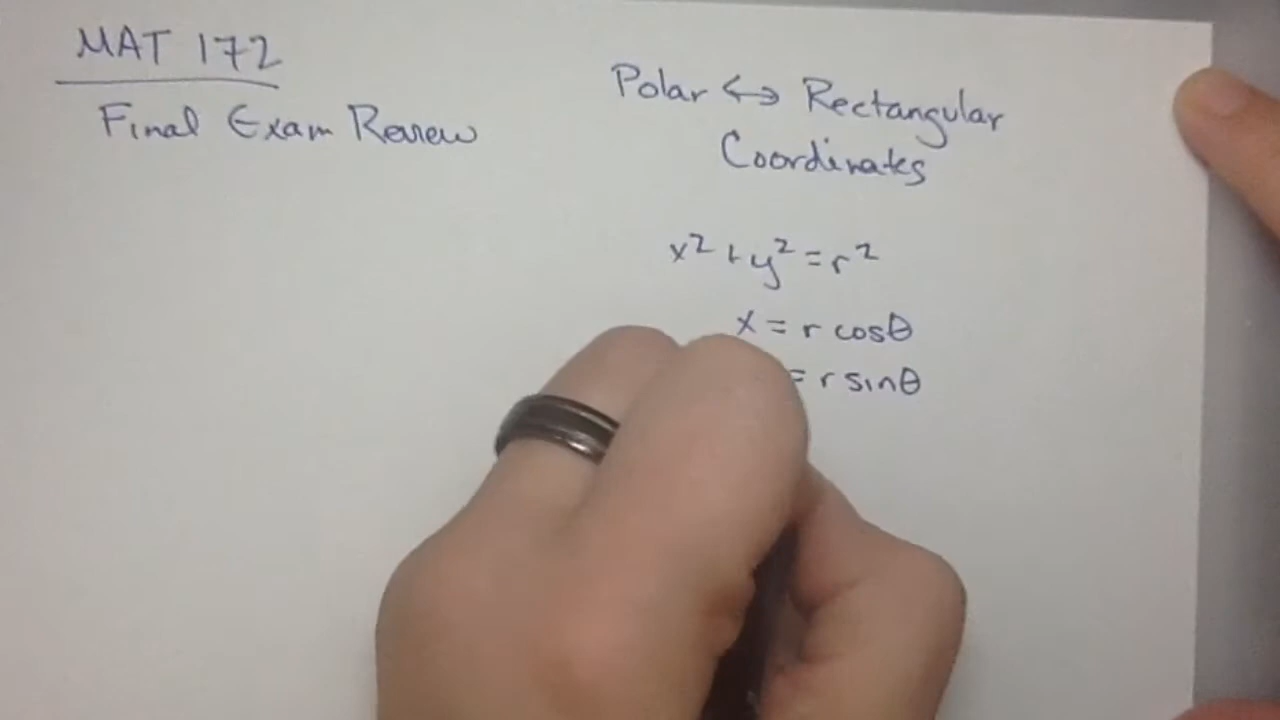 MAT 172
Final Exam Review
Polar ↔ Rectangular
Coordinates
x² + y² = r²
x = r cosθ
= r sinθ